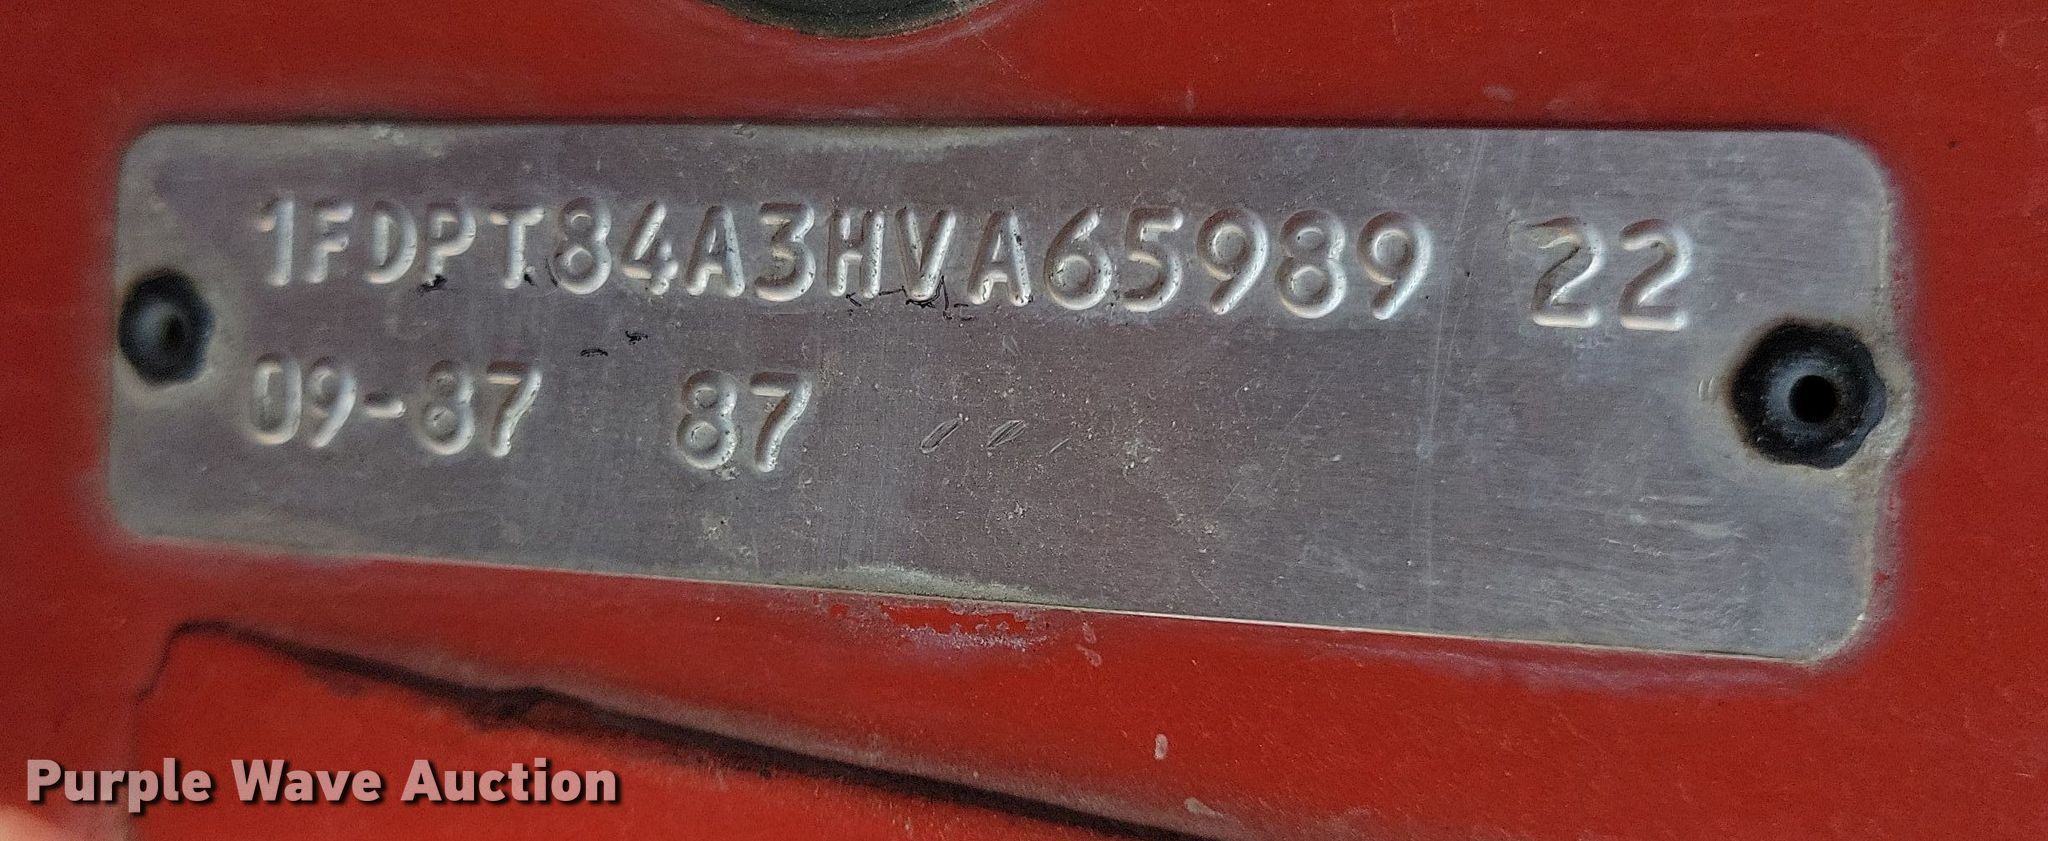 1FDPT84A3HVA65989 22
09-87 87
Purple Wave Auction